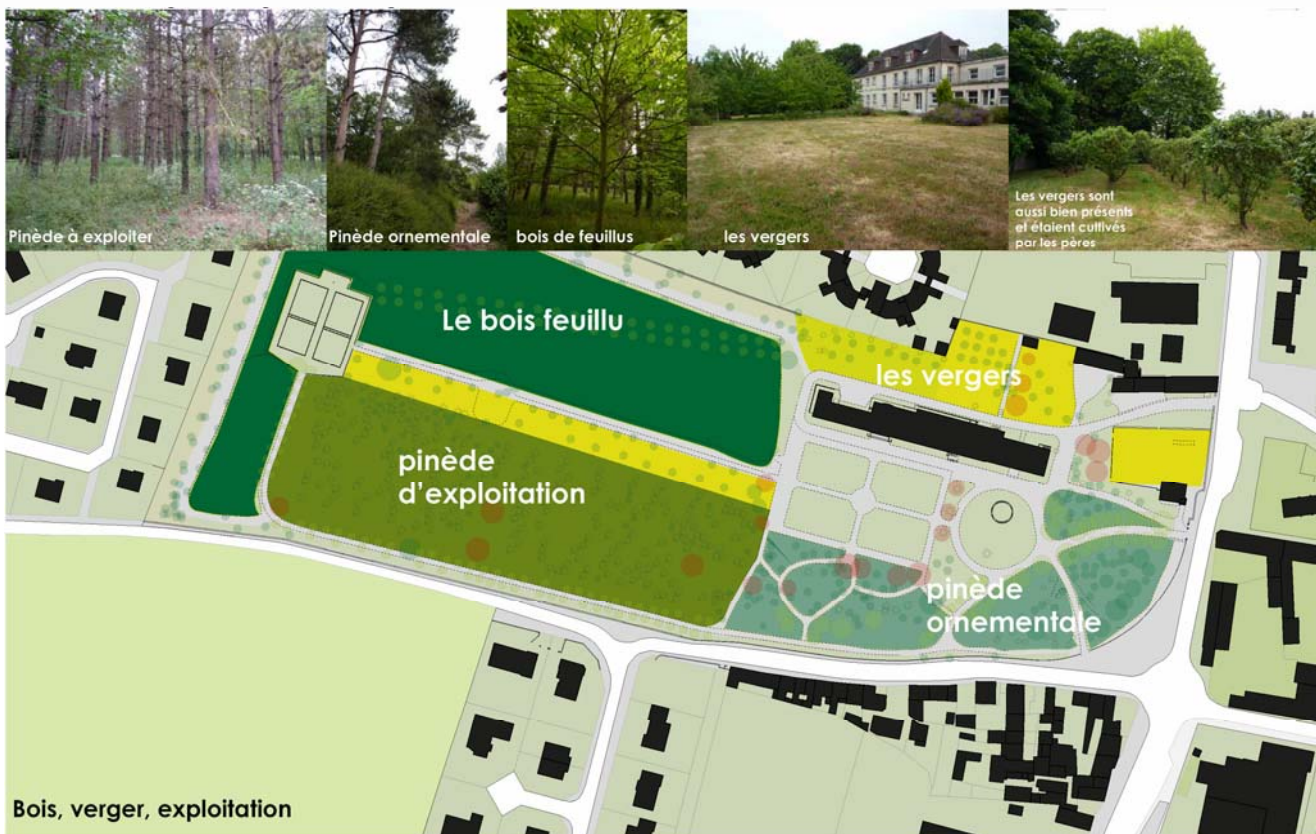 Pinède à exploiter
Pinède ornementale
bois de feuillus
les vergers
Les vergers sont
aussi bien présents
et étaient cultivés
par les pères
Le bois feuillu
les vergers
pinède
d'exploitation
pinède
ornementale
Bois, verger, exploitation